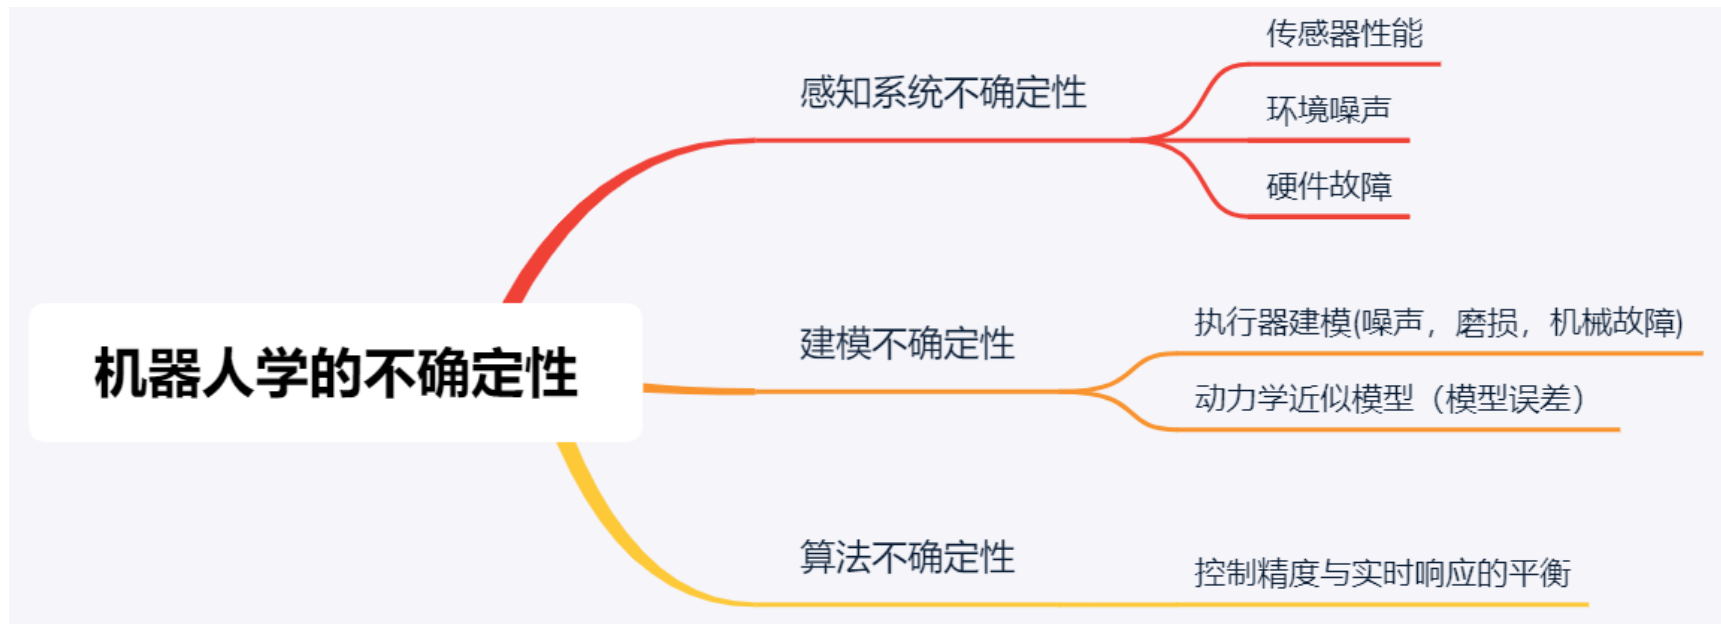 机器人学的不确定性
感知系统不确定性
传感器性能
环境噪声
硬件故障
建模不确定性
执行器建模(噪声，磨损，机械故障)
动力学近似模型（模型误差）
算法不确定性
控制精度与实时响应的平衡